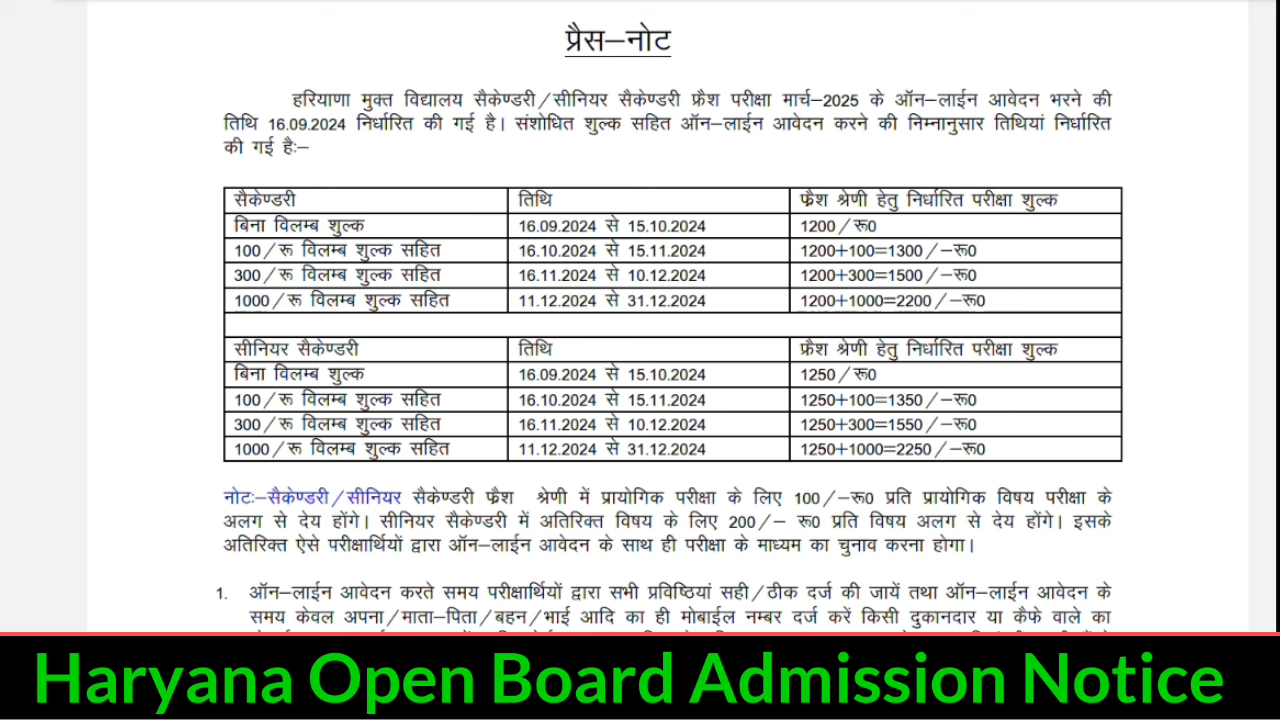 प्रैस–नोट
हरियाणा मुक्त विद्यालय सैकेण्डरी/सीनियर सैकेण्डरी फ्रैश परीक्षा मार्च–2025 के ऑन–लाईन आवेदन भरने की
तिथि 16.09.2024 निर्धारित की गई है। संशोधित शुल्क सहित ऑन–लाईन आवेदन करने की निम्नानुसार तिथियां निर्धारित
की गई हैः–
सैकेण्डरी तिथि फ्रैश श्रेणी हेतु निर्धारित परीक्षा शुल्क
बिना विलम्ब शुल्क 16.09.2024 से 15.10.2024 1200/रू0
100/रू विलम्ब शुल्क सहित 16.10.2024 से 15.11.2024 1200+100=1300/–रू0
300/रू विलम्ब शुल्क सहित 16.11.2024 से 10.12.2024 1200+300=1500/–रू0
1000/रू विलम्ब शुल्क सहित 11.12.2024 से 31.12.2024 1200+1000=2200/–रू0
सीनियर सैकेण्डरी तिथि फ्रैश श्रेणी हेतु निर्धारित परीक्षा शुल्क
बिना विलम्ब शुल्क 16.09.2024 से 15.10.2024 1250/रू0
100/रू विलम्ब शुल्क सहित 16.10.2024 से 15.11.2024 1250+100=1350/–रू0
300/रू विलम्ब शुल्क सहित 16.11.2024 से 10.12.2024 1250+300=1550/–रू0
1000/रू विलम्ब शुल्क सहित 11.12.2024 से 31.12.2024 1250+1000=2250/–रू0
नोटः–सैकेण्डरी/सीनियर सैकेण्डरी फ्रैश श्रेणी में प्रायोगिक परीक्षा के लिए 100/–रू0 प्रति प्रायोगिक विषय परीक्षा के
अलग से देय होंगे। सीनियर सैकेण्डरी में अतिरिक्त विषय के लिए 200/– रू0 प्रति विषय अलग से देय होंगे। इसके
अतिरिक्त ऐसे परीक्षार्थियों द्वारा ऑन–लाईन आवेदन के साथ ही परीक्षा के माध्यम का चुनाव करना होगा।
1. ऑन–लाईन आवेदन करते समय परीक्षार्थियों द्वारा सभी प्रविष्ठियां सही/ठीक दर्ज की जायें तथा ऑन–लाईन आवेदन के
समय केवल अपना/माता–पिता/बहन/भाई आदि का ही मोबाईल नम्बर दर्ज करें किसी दुकानदार या कैफे वाले का
Haryana Open Board Admission Notice